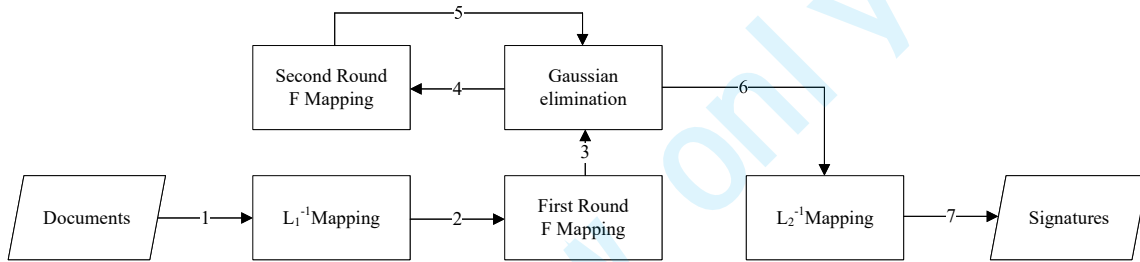 5
Second Round
F Mapping
4
Gaussian
elimination
6
3
Documents
1
L₁⁻¹Mapping
2
First Round
F Mapping
L₂⁻¹Mapping
7
Signatures
w only